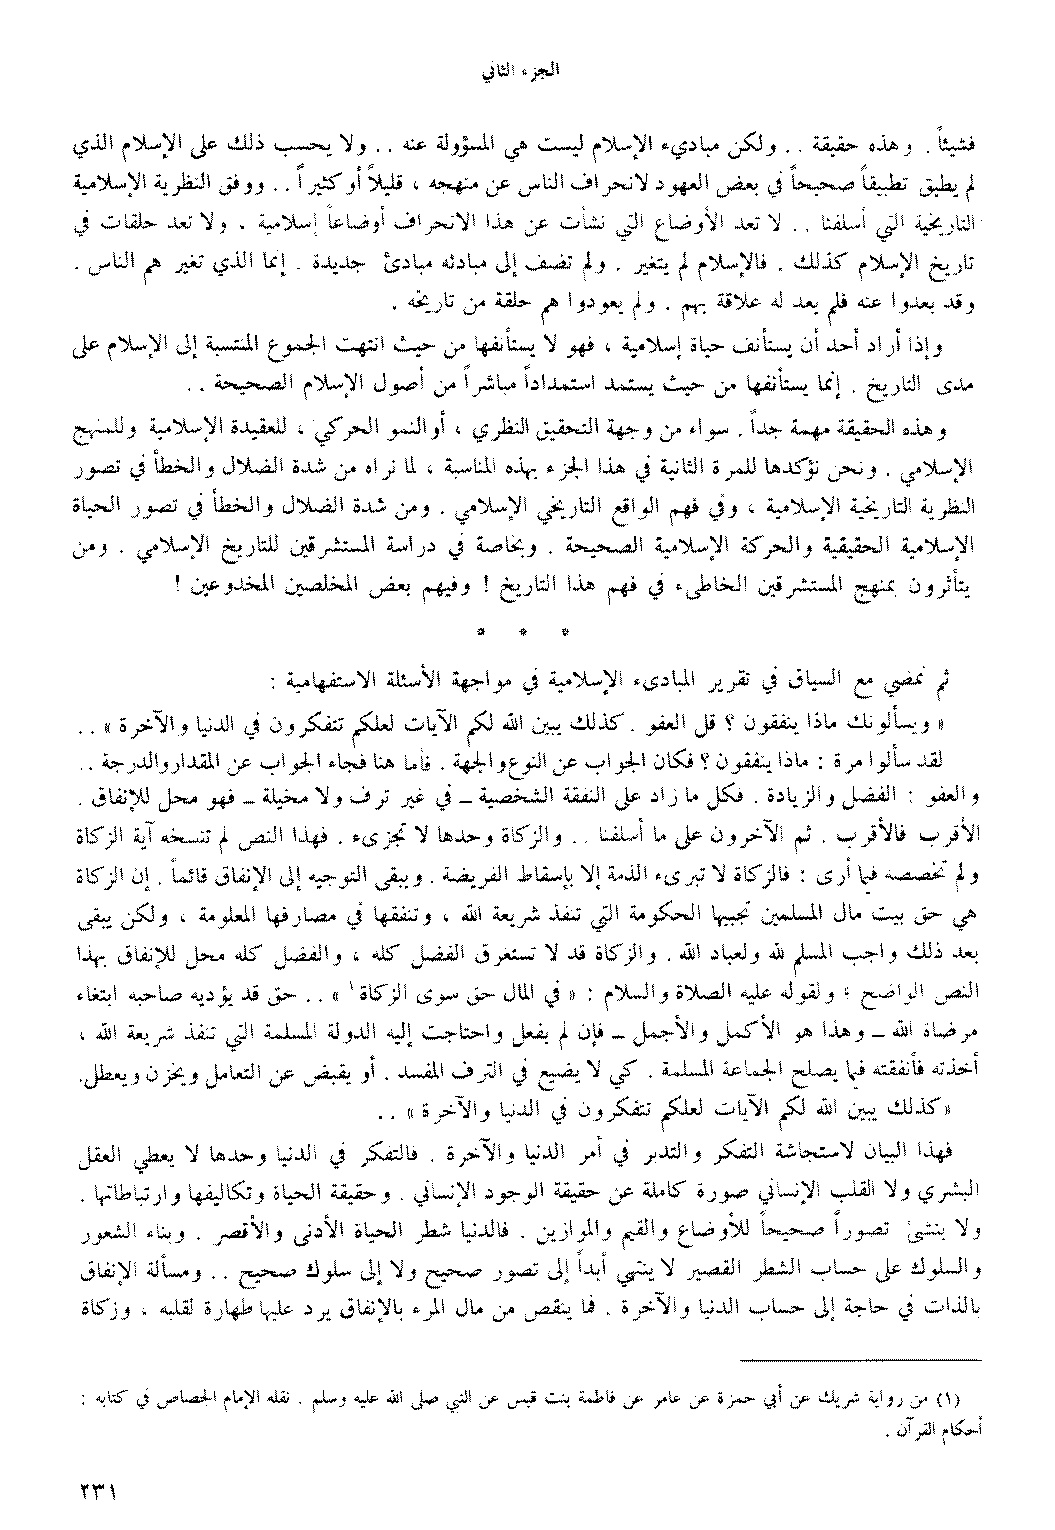 الجزء الثاني
فشيئاً . وهذه حقيقة . . ولكن مبادىء الإسلام ليست هي المسؤولة عنه . . ولا يحسب ذلك على الإسلام الذي
لم يطبق تطبيقاً صحيحاً في بعض العهود لانحراف الناس عن منهجه ، قليلاً أو كثيراً . . ووفق النظرية الإسلامية
التاريخية التي أسلفنا . . لا تعد الأوضاع التي نشأت عن هذا الانحراف أوضاعاً إسلامية ، ولا تعد حلقات في
تاريخ الإسلام كذلك . فالإسلام لم يتغير . ولم تضف إلى مبادئه مبادئ جديدة . إنما الذي تغير هم الناس .
وقد بعدوا عنه فلم يعد له علاقة بهم . ولم يعودوا هم حلقة من تاريخه .
وإذا أراد أحد أن يستأنف حياة إسلامية ، فهو لا يستأنفها من حيث انتهت الجموع المنتسبة إلى الإسلام على
مدى التاريخ . إنما يستأنفها من حيث يستمد استمداداً مباشراً من أصول الإسلام الصحيحة . .
وهذه الحقيقة مهمة جداً . سواء من وجهة التحقيق النظري ، أو النمو الحركي ، للعقيدة الإسلامية وللمنهج
الإسلامي . ونحن نؤكدها للمرة الثانية في هذا الجزء بهذه المناسبة ، لما نراه من شدة الضلال والخطأ في تصور
النظرية التاريخية الإسلامية ، وفي فهم الواقع التاريخي الإسلامي . ومن شدة الضلال والخطأ في تصور الحياة
الإسلامية الحقيقية والحركة الإسلامية الصحيحة . وبخاصة في دراسة المستشرقين للتاريخ الإسلامي . ومن
يتأثرون بمنهج المستشرقين الخاطىء في فهم هذا التاريخ ! وفيهم بعض المخلصين المخدوعين !
* * *
ثم نمضي مع السياق في تقرير المبادىء الإسلامية في مواجهة الأسئلة الاستفهامية :
« ويسألونك ماذا ينفقون ؟ قل العفو . كذلك يبين الله لكم الآيات لعلكم تتفكرون في الدنيا والآخرة » . .
لقد سألوا مرة : ماذا ينفقون ؟ فكان الجواب عن النوع والجهة . فأما هنا فجاء الجواب عن المقدار والدرجة . .
والعفو : الفضل والزيادة . فكل ما زاد على النفقة الشخصية – في غير ترف ولا مخيلة – فهو محل للإنفاق .
الأقرب فالأقرب . ثم الآخرون على ما أسلفنا . . والزكاة وحدها لا تجزىء . فهذا النص لم تنسخه آية الزكاة
ولم تخصصه فيما أرى : فالزكاة لا تبرىء الذمة إلا بإسقاط الفريضة . ويبقى التوجيه إلى الإنفاق قائماً . إن الزكاة
هي حق بيت مال المسلمين تجبيها الحكومة التي تنفذ شريعة الله ، وتنفقها في مصارفها المعلومة ، ولكن يبقى
بعد ذلك واجب المسلم لله ولعباد الله . والزكاة قد لا تستغرق الفضل كله ، والفضل كله محل للإنفاق بهذا
النص الواضح ؛ ولقوله عليه الصلاة والسلام : « في المال حق سوى الزكاة ١ » . . حق قد يؤديه صاحبه ابتغاء
مرضاة الله – وهذا هو الأكمل والأجمل – فإن لم يفعل واحتاجت إليه الدولة المسلمة التي تنفذ شريعة الله ،
أخذته فأنفقته فيما يصلح الجماعة المسلمة . كي لا يضيع في الترف المفسد . أو يقبض عن التعامل ويخزن ويعطل.
« كذلك يبين الله لكم الآيات لعلكم تتفكرون في الدنيا والآخرة » . .
فهذا البيان لاستجاشة التفكر والتدبر في أمر الدنيا والآخرة . فالتفكر في الدنيا وحدها لا يعطي العقل
البشري ولا القلب الإنساني صورة كاملة عن حقيقة الوجود الإنساني . وحقيقة الحياة وتكاليفها وارتباطاتها .
ولا ينشئ تصوراً صحيحاً للأوضاع والقيم والموازين . فالدنيا شطر الحياة الأدنى والأقصر . وبناء الشعور
والسلوك على حساب الشطر القصير لا ينتهي أبداً إلى تصور صحيح ولا إلى سلوك صحيح . . ومسألة الإنفاق
بالذات في حاجة إلى حساب الدنيا والآخرة . فما ينقص من مال المرء بالإنفاق يرد عليها طهارة لقلبه ، وزكاة
(١) من رواية شريك عن أبي حمزة عن عامر عن فاطمة بنت قيس عن النبي صلى الله عليه وسلم . نقله الإمام الجصاص في كتابه :
أحكام القرآن .
٢٣١